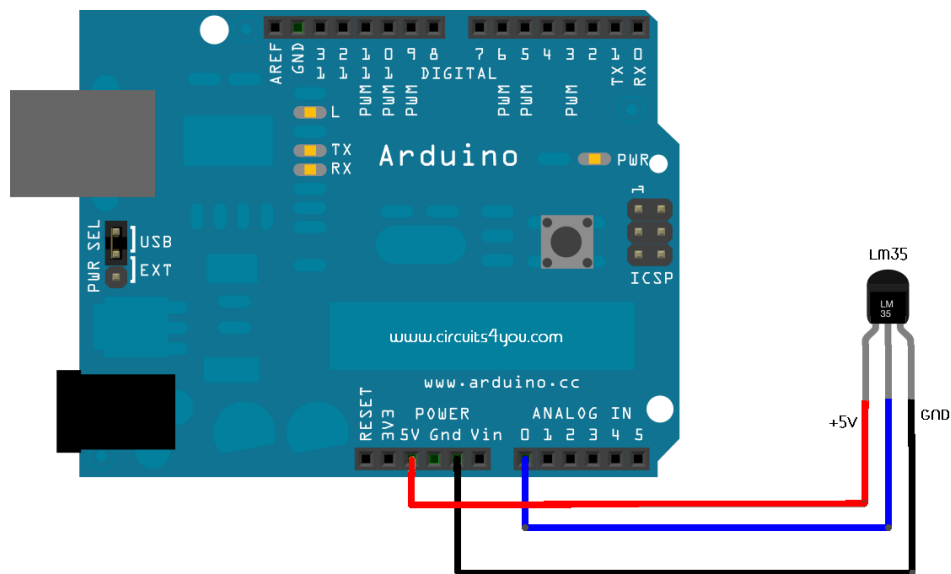 AREF
GND
13
12
11
10
9
8
7
6
5
4
3
2
1
0
TX
RX
PWM
PWM
PWM
PWM
PWM
PWM
DIGITAL
L
TX
RX
Arduino
PWR
1
ICSP
PWR SEL
USB
EXT
LM35
LM
35
www.circuits4you.com
www.arduino.cc
RESET
3V3
POWER
5V Gnd Vin
ANALOG IN
0 1 2 3 4 5
+5V
GND